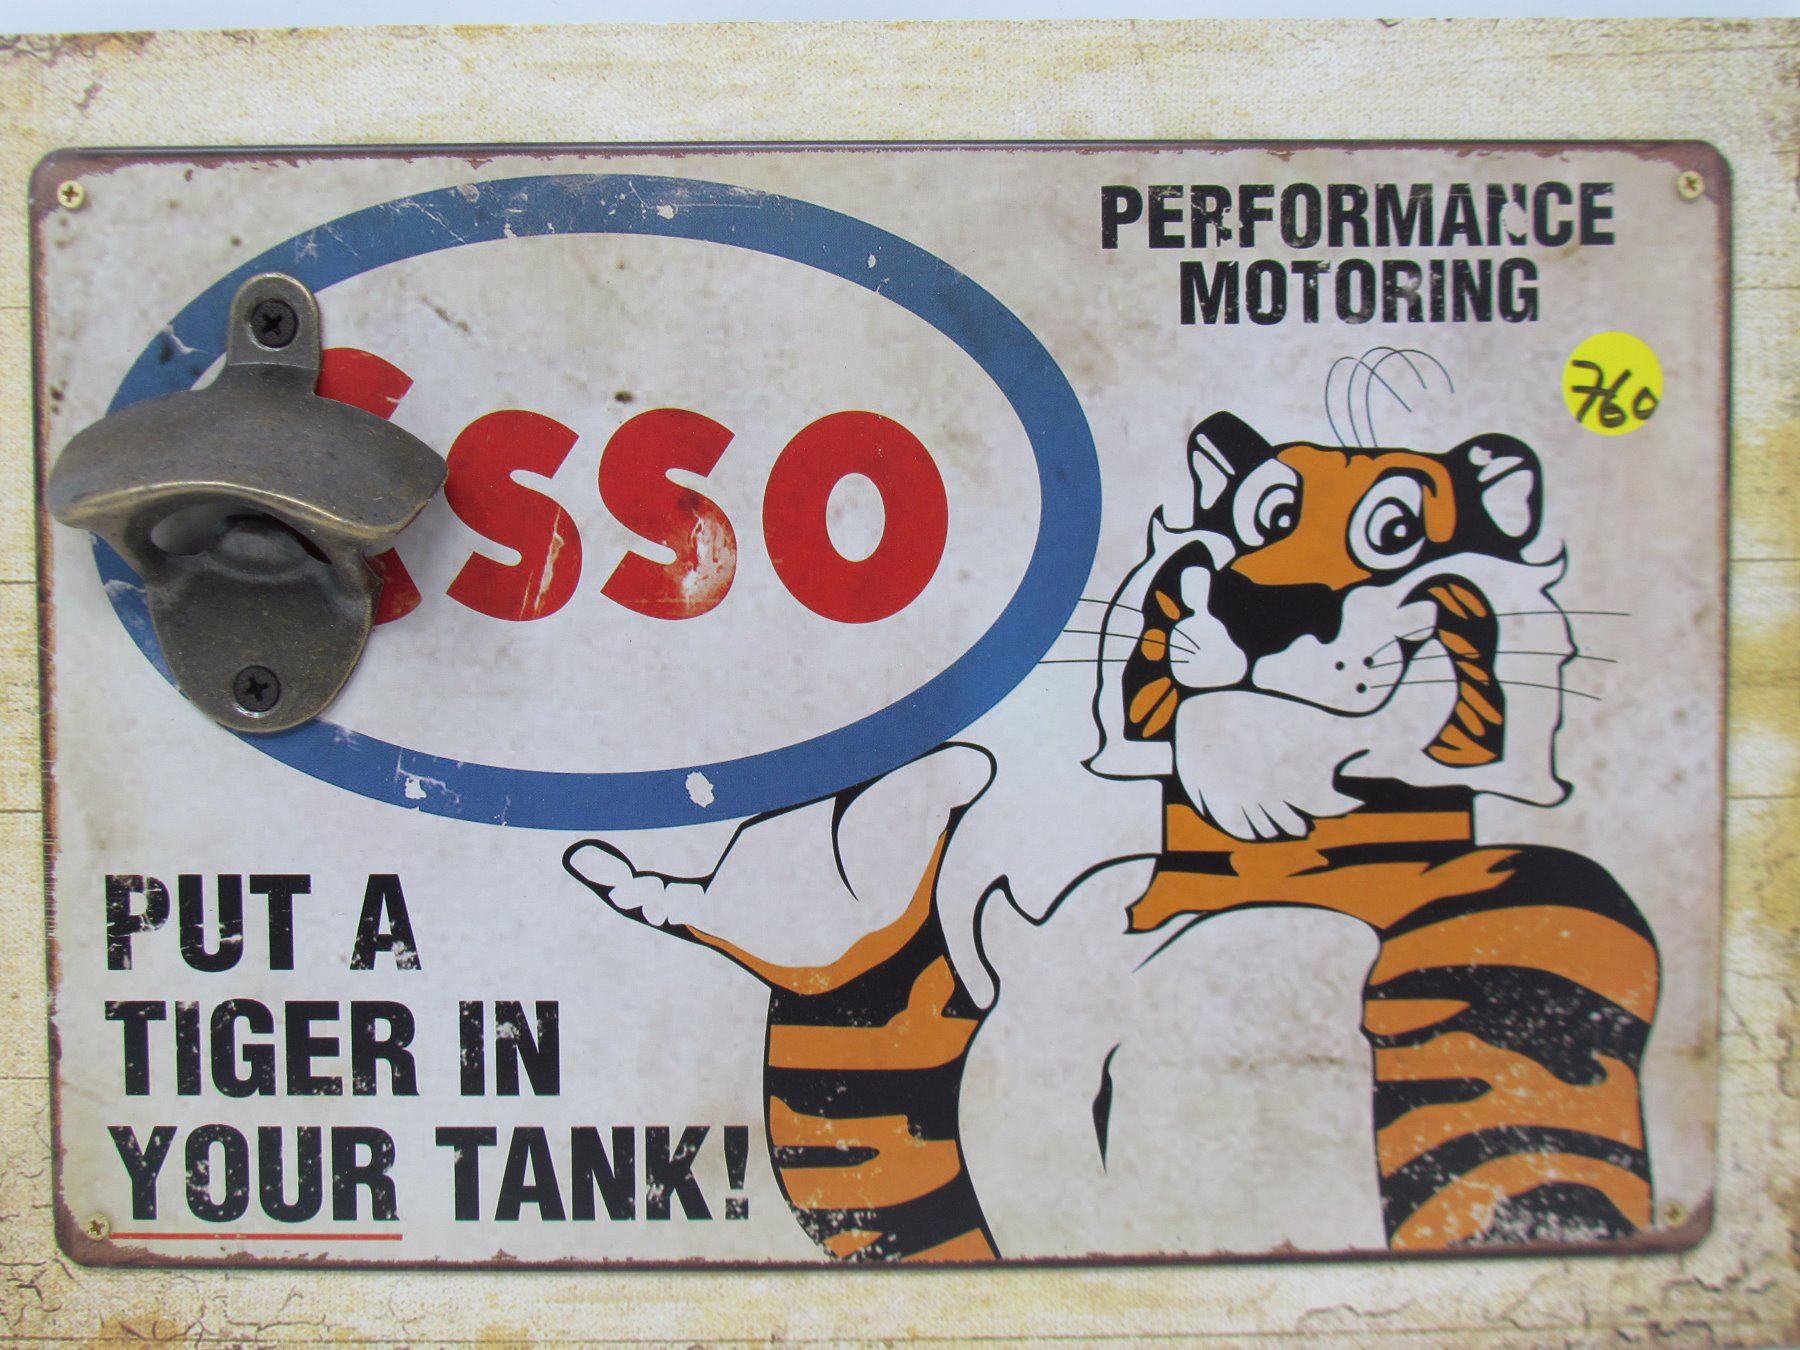 PERFORMANCE
MOTORING
760
Esso
PUT A
TIGER IN
YOUR TANK!